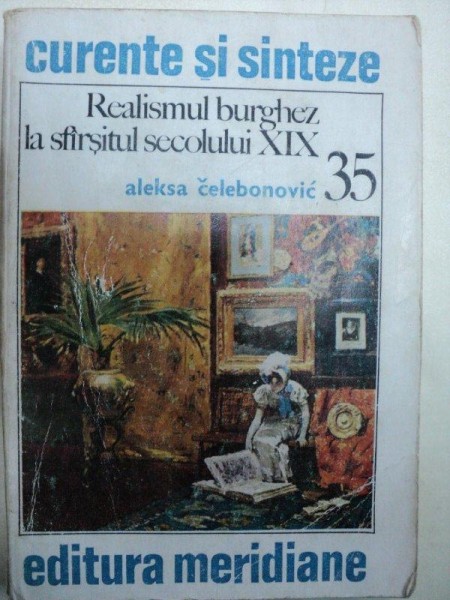 curente și sinteze
Realismul burghez
la sfîrșitul secolului XIX
35
aleksa čelebonović
editura meridiane